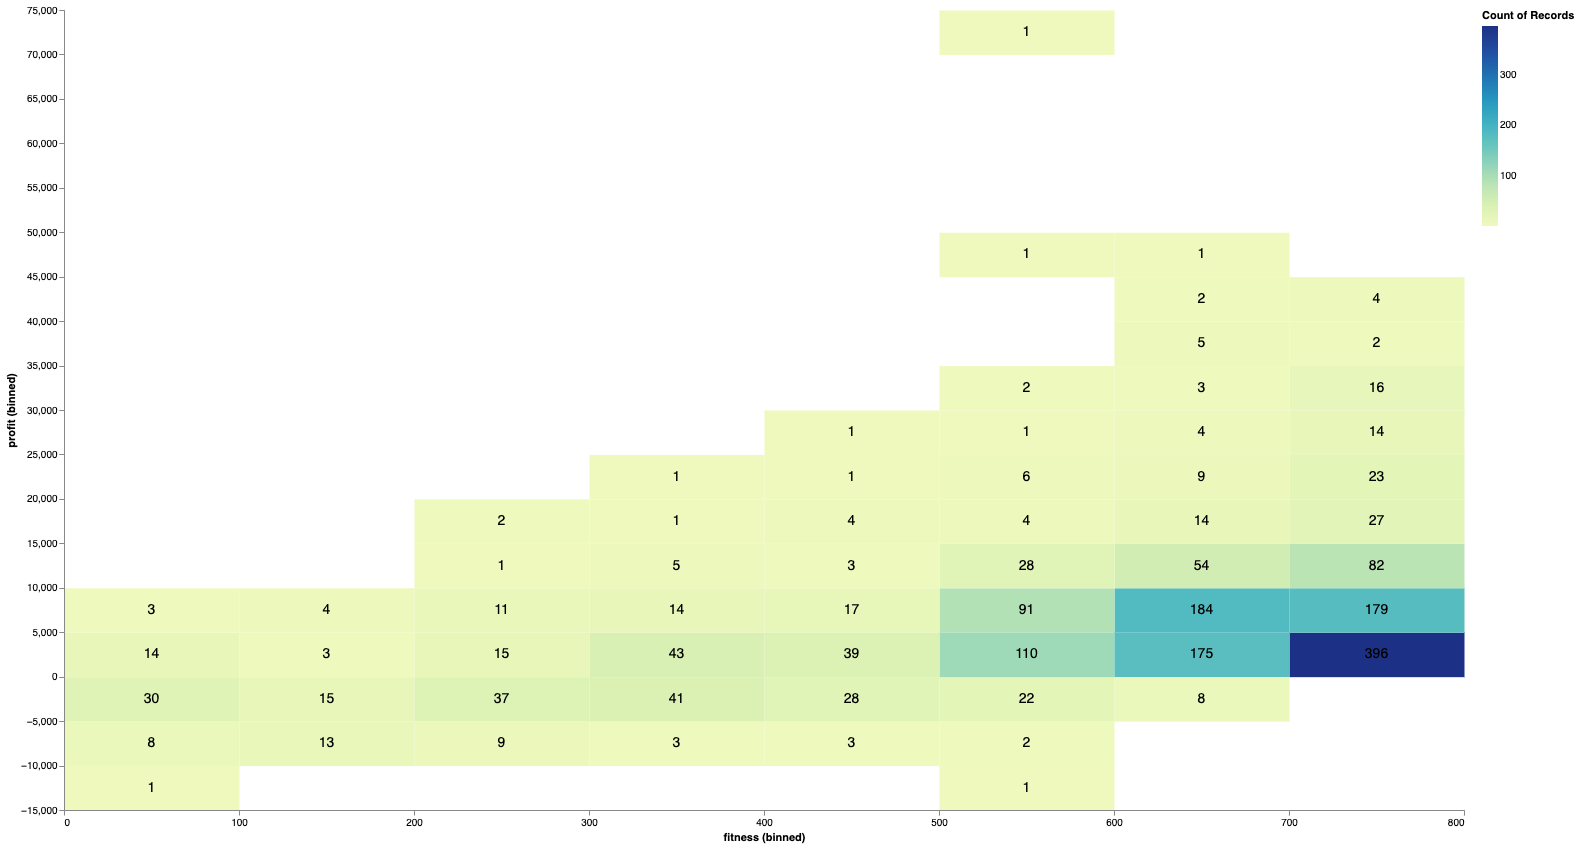 Count of Records
300
200
100
profit (binned)
75,000
70,000
65,000
60,000
55,000
50,000
45,000
40,000
35,000
30,000
25,000
20,000
15,000
10,000
5,000
0
−5,000
−10,000
−15,000
1
1 1
2 4
5 2
2 3 16
1 1 4 14
1 1 6 9 23
2 1 4 4 14 27
1 5 3 28 54 82
3 4 11 14 17 91 184 179
14 3 15 43 39 110 175 396
30 15 37 41 28 22 8
8 13 9 3 3 2
1 1
0 100 200 300 400 500 600 700 800
fitness (binned)